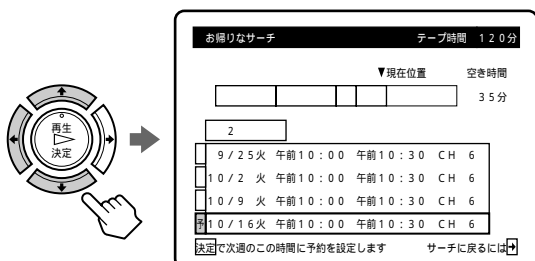 お帰りなサーチ テープ時間 120分
▼現在位置 空き時間
35分
再生
決定
2
9/25火 午前10:00 午前10:30 CH 6
10/2 火 午前10:00 午前10:30 CH 6
10/9 火 午前10:00 午前10:30 CH 6
予 10/16火 午前10:00 午前10:30 CH 6
決定で次週のこの時間に予約を設定します サーチに戻るには→